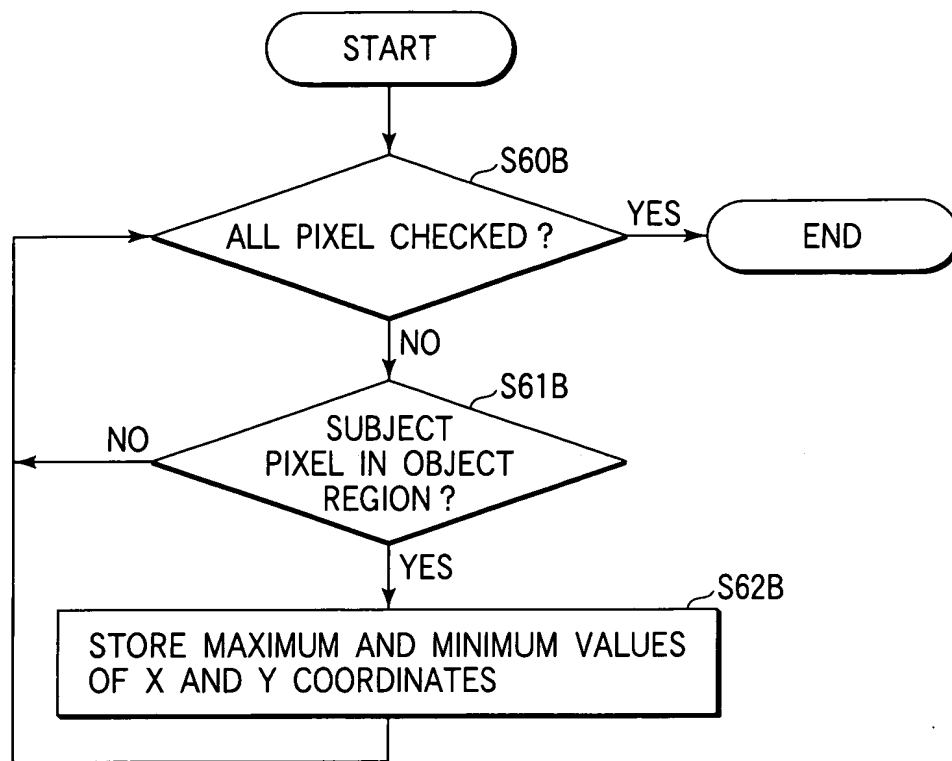 START
S60B
ALL PIXEL CHECKED ?
YES
END
NO
S61B
SUBJECT
PIXEL IN OBJECT
REGION ?
NO
YES
S62B
STORE MAXIMUM AND MINIMUM VALUES
OF X AND Y COORDINATES